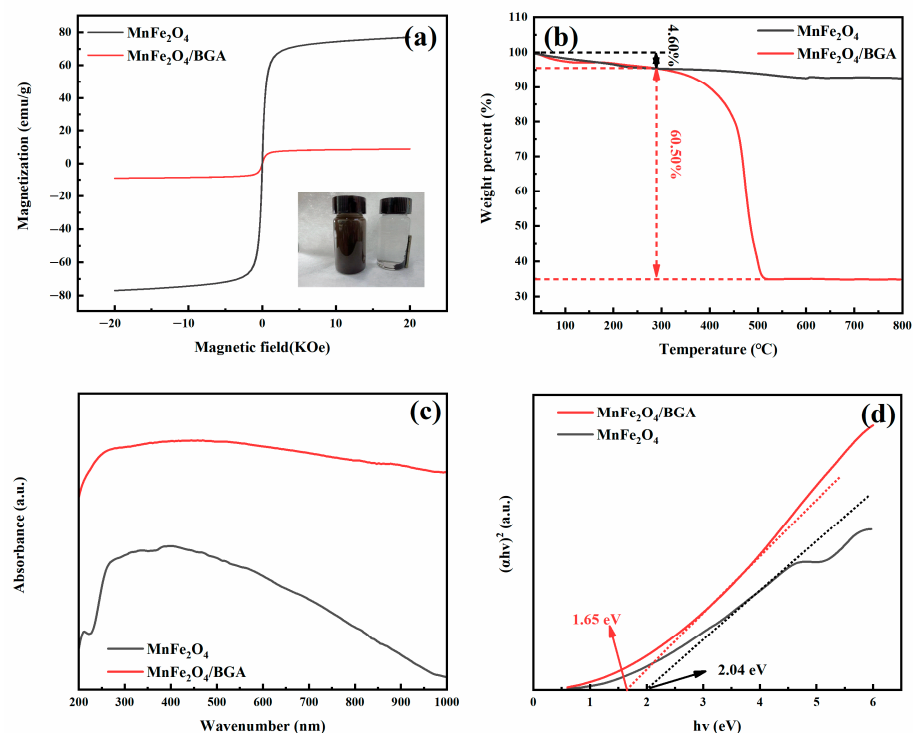 (a)
MnFe₂O₄
MnFe₂O₄/BGA
80
60
40
20
0
−20
−40
−60
−80
−20
−10
0
10
20
Magnetization (emu/g)
Magnetic field(KOe)
(b)
MnFe₂O₄
MnFe₂O₄/BGA
4.60%
60.50%
110
100
90
80
70
60
50
40
30
100
200
300
400
500
600
700
800
Weight percent (%)
Temperature (℃)
(c)
MnFe₂O₄
MnFe₂O₄/BGA
200
300
400
500
600
700
800
900
1000
Absorbance (a.u.)
Wavenumber (nm)
(d)
MnFe₂O₄/BGA
MnFe₂O₄
1.65 eV
2.04 eV
0
1
2
3
4
5
6
(αhv)² (a.u.)
hv (eV)